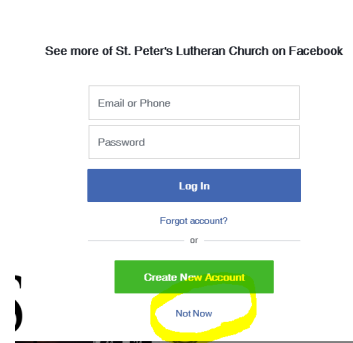 See more of St. Peter's Lutheran Church on Facebook
Email or Phone
Password
Log In
Forgot account?
or
Create New Account
Not Now